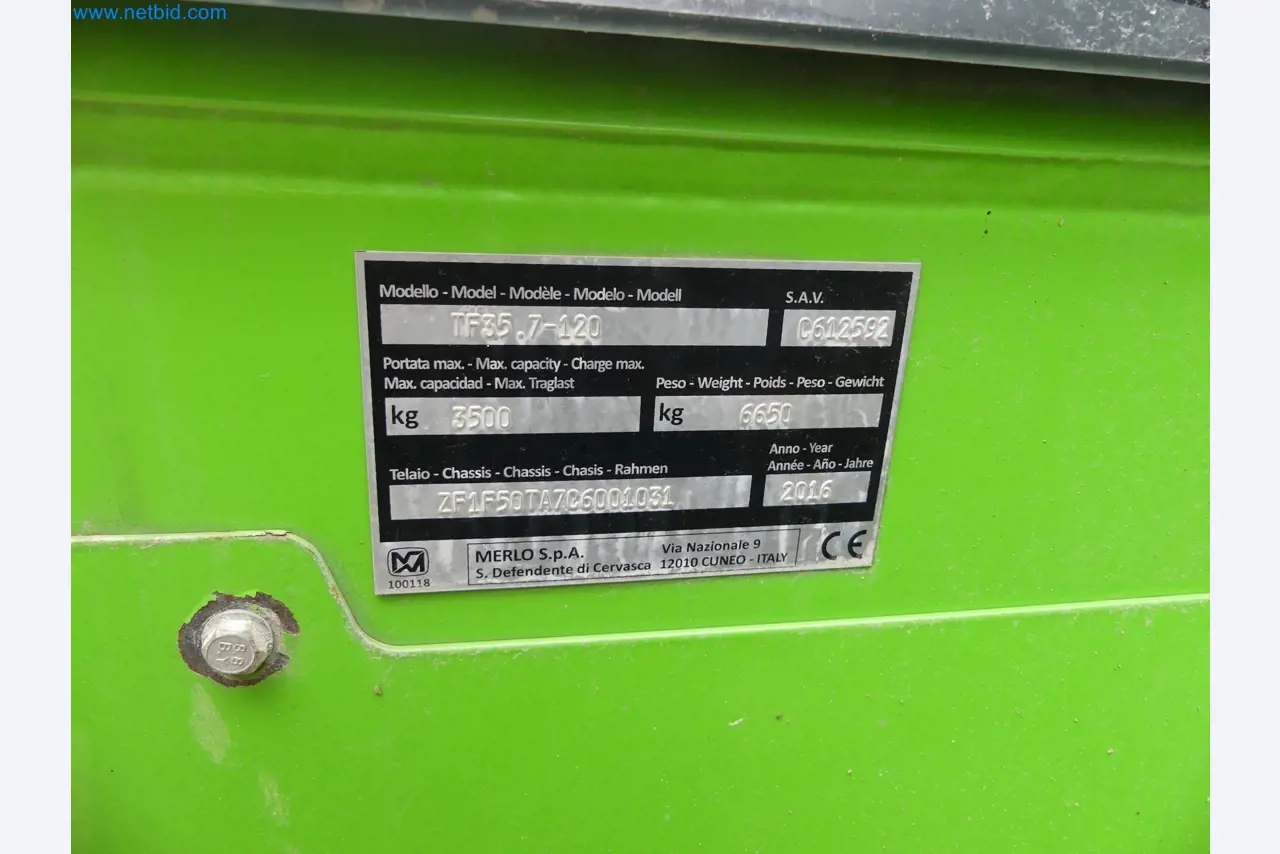 www.netbid.com
Modello - Model - Modèle - Modelo - Modell
S.A.V.
TF35.7-120
C612592
Portata max. - Max. capacity - Charge max.
Max. capacidad - Max. Traglast
Peso - Weight - Poids - Peso - Gewicht
kg 3500
kg 6650
Anno - Year
Telaio - Chassis - Chassis - Chasis - Rahmen
Année - Año - Jahre
ZF1F50TA7C6001031
2016
MERLO S.p.A.
Via Nazionale 9
S. Defendente di Cervasca
12010 CUNEO - ITALY
CE
100118
8.8